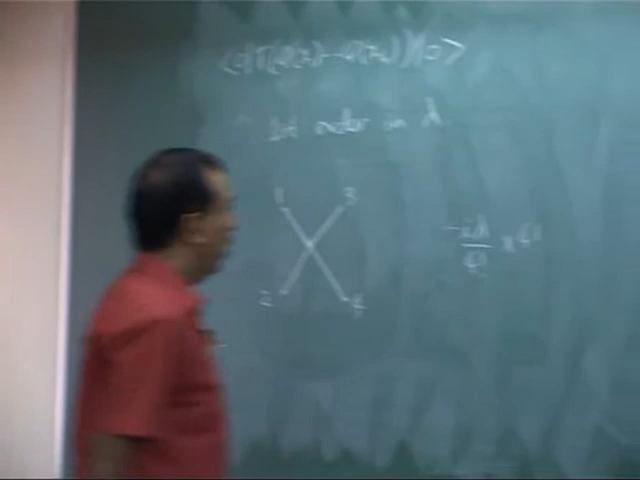 <0|T(φ(x₁)–φ(x₄))|0>
1st order in λ
1 3
-iλ/4! × 4!
2 4